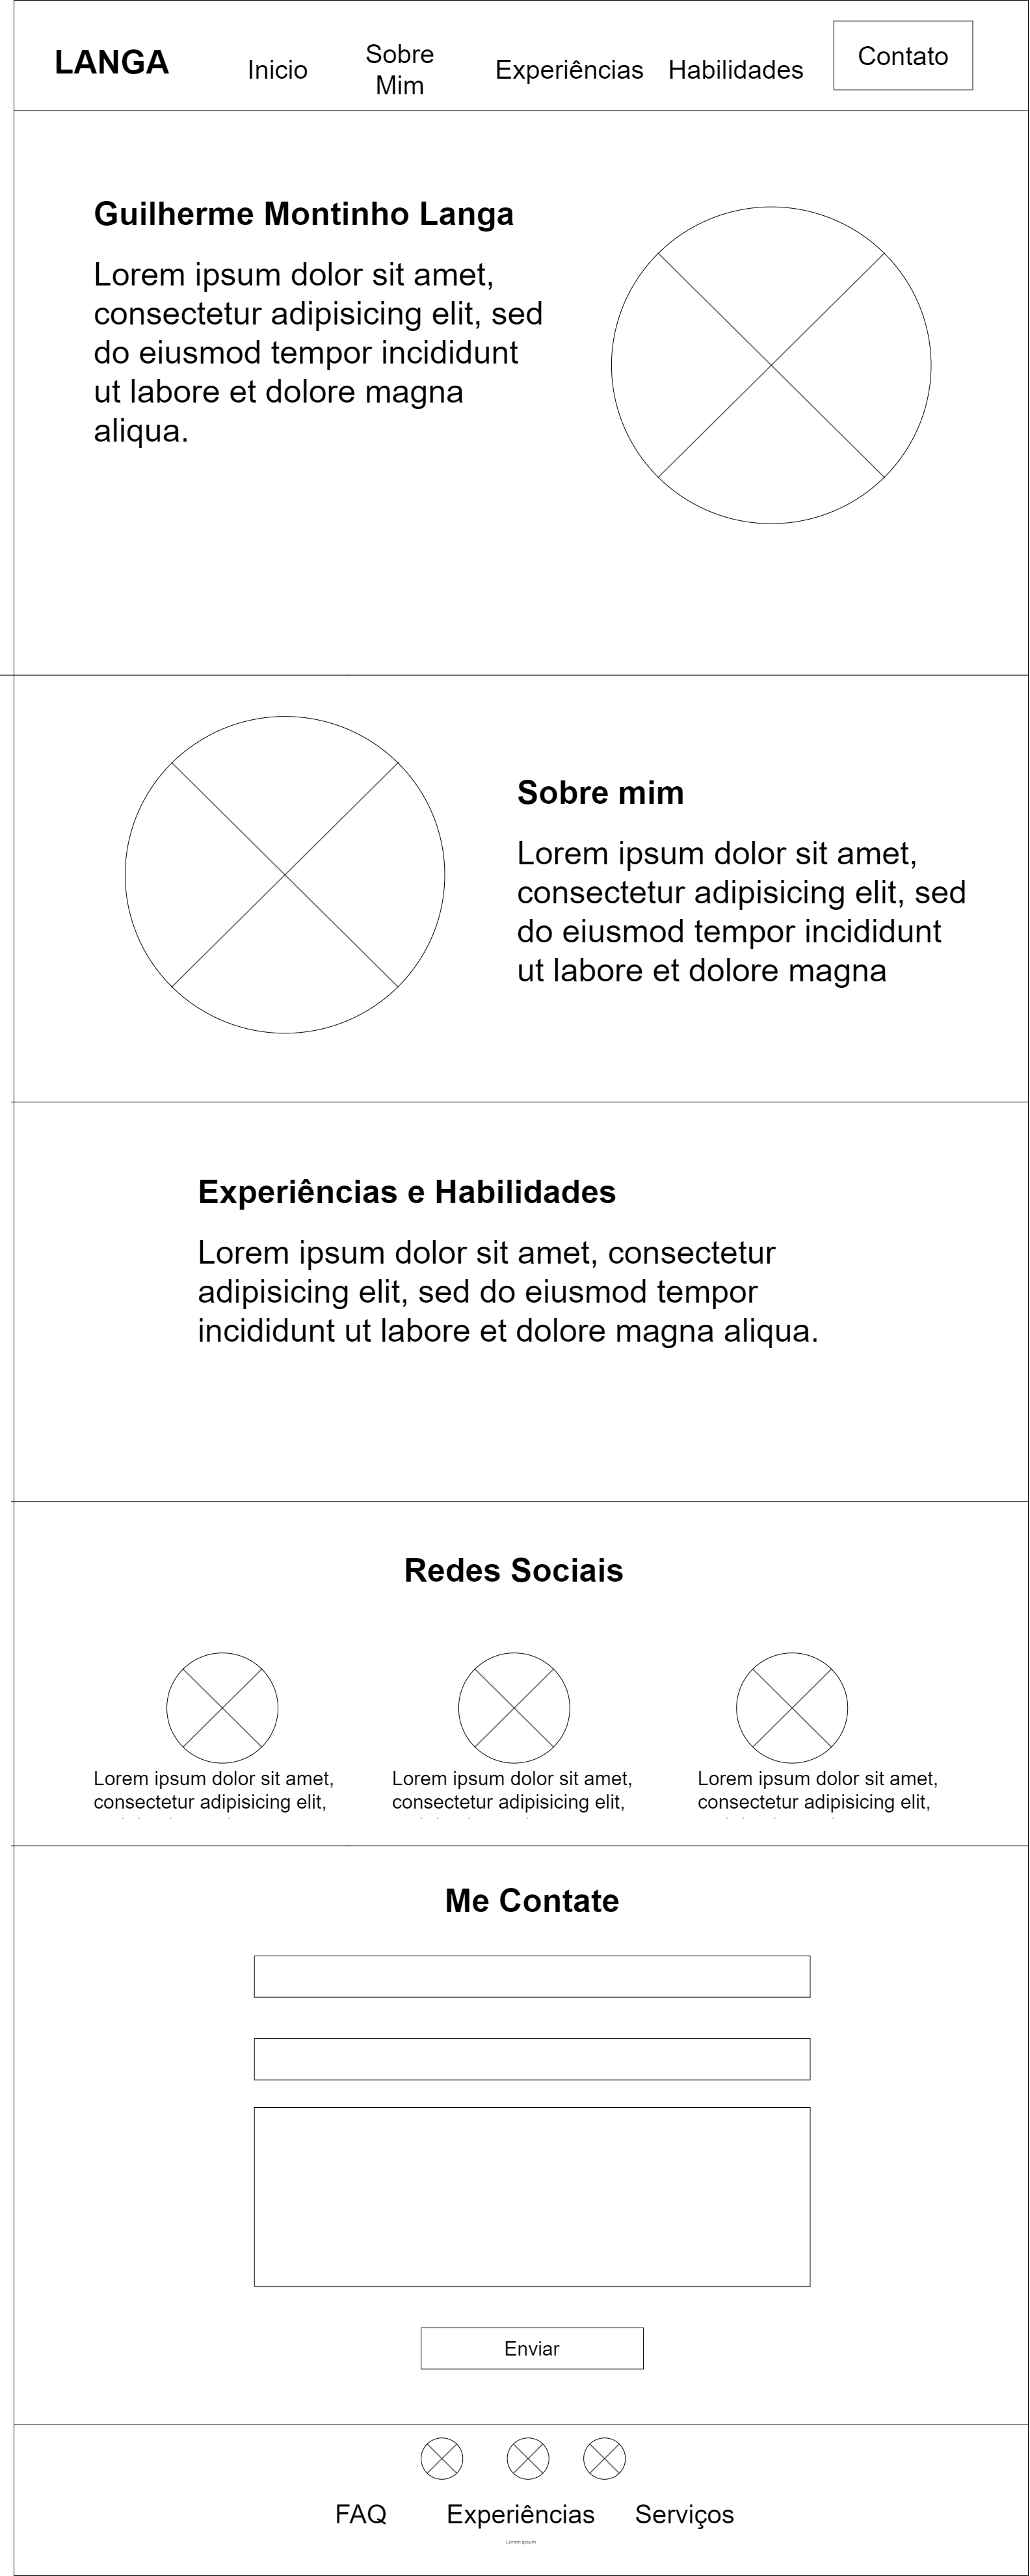 LANGA
Inicio
Sobre
Mim
Experiências
Habilidades
Contato
Guilherme Montinho Langa
Lorem ipsum dolor sit amet,
consectetur adipisicing elit, sed
do eiusmod tempor incididunt
ut labore et dolore magna
aliqua.
Sobre mim
Lorem ipsum dolor sit amet,
consectetur adipisicing elit, sed
do eiusmod tempor incididunt
ut labore et dolore magna
Experiências e Habilidades
Lorem ipsum dolor sit amet, consectetur
adipisicing elit, sed do eiusmod tempor
incididunt ut labore et dolore magna aliqua.
Redes Sociais
Lorem ipsum dolor sit amet,
consectetur adipisicing elit,
Lorem ipsum dolor sit amet,
consectetur adipisicing elit,
Lorem ipsum dolor sit amet,
consectetur adipisicing elit,
Me Contate
Enviar
FAQ
Experiências
Serviços
Lorem ipsum